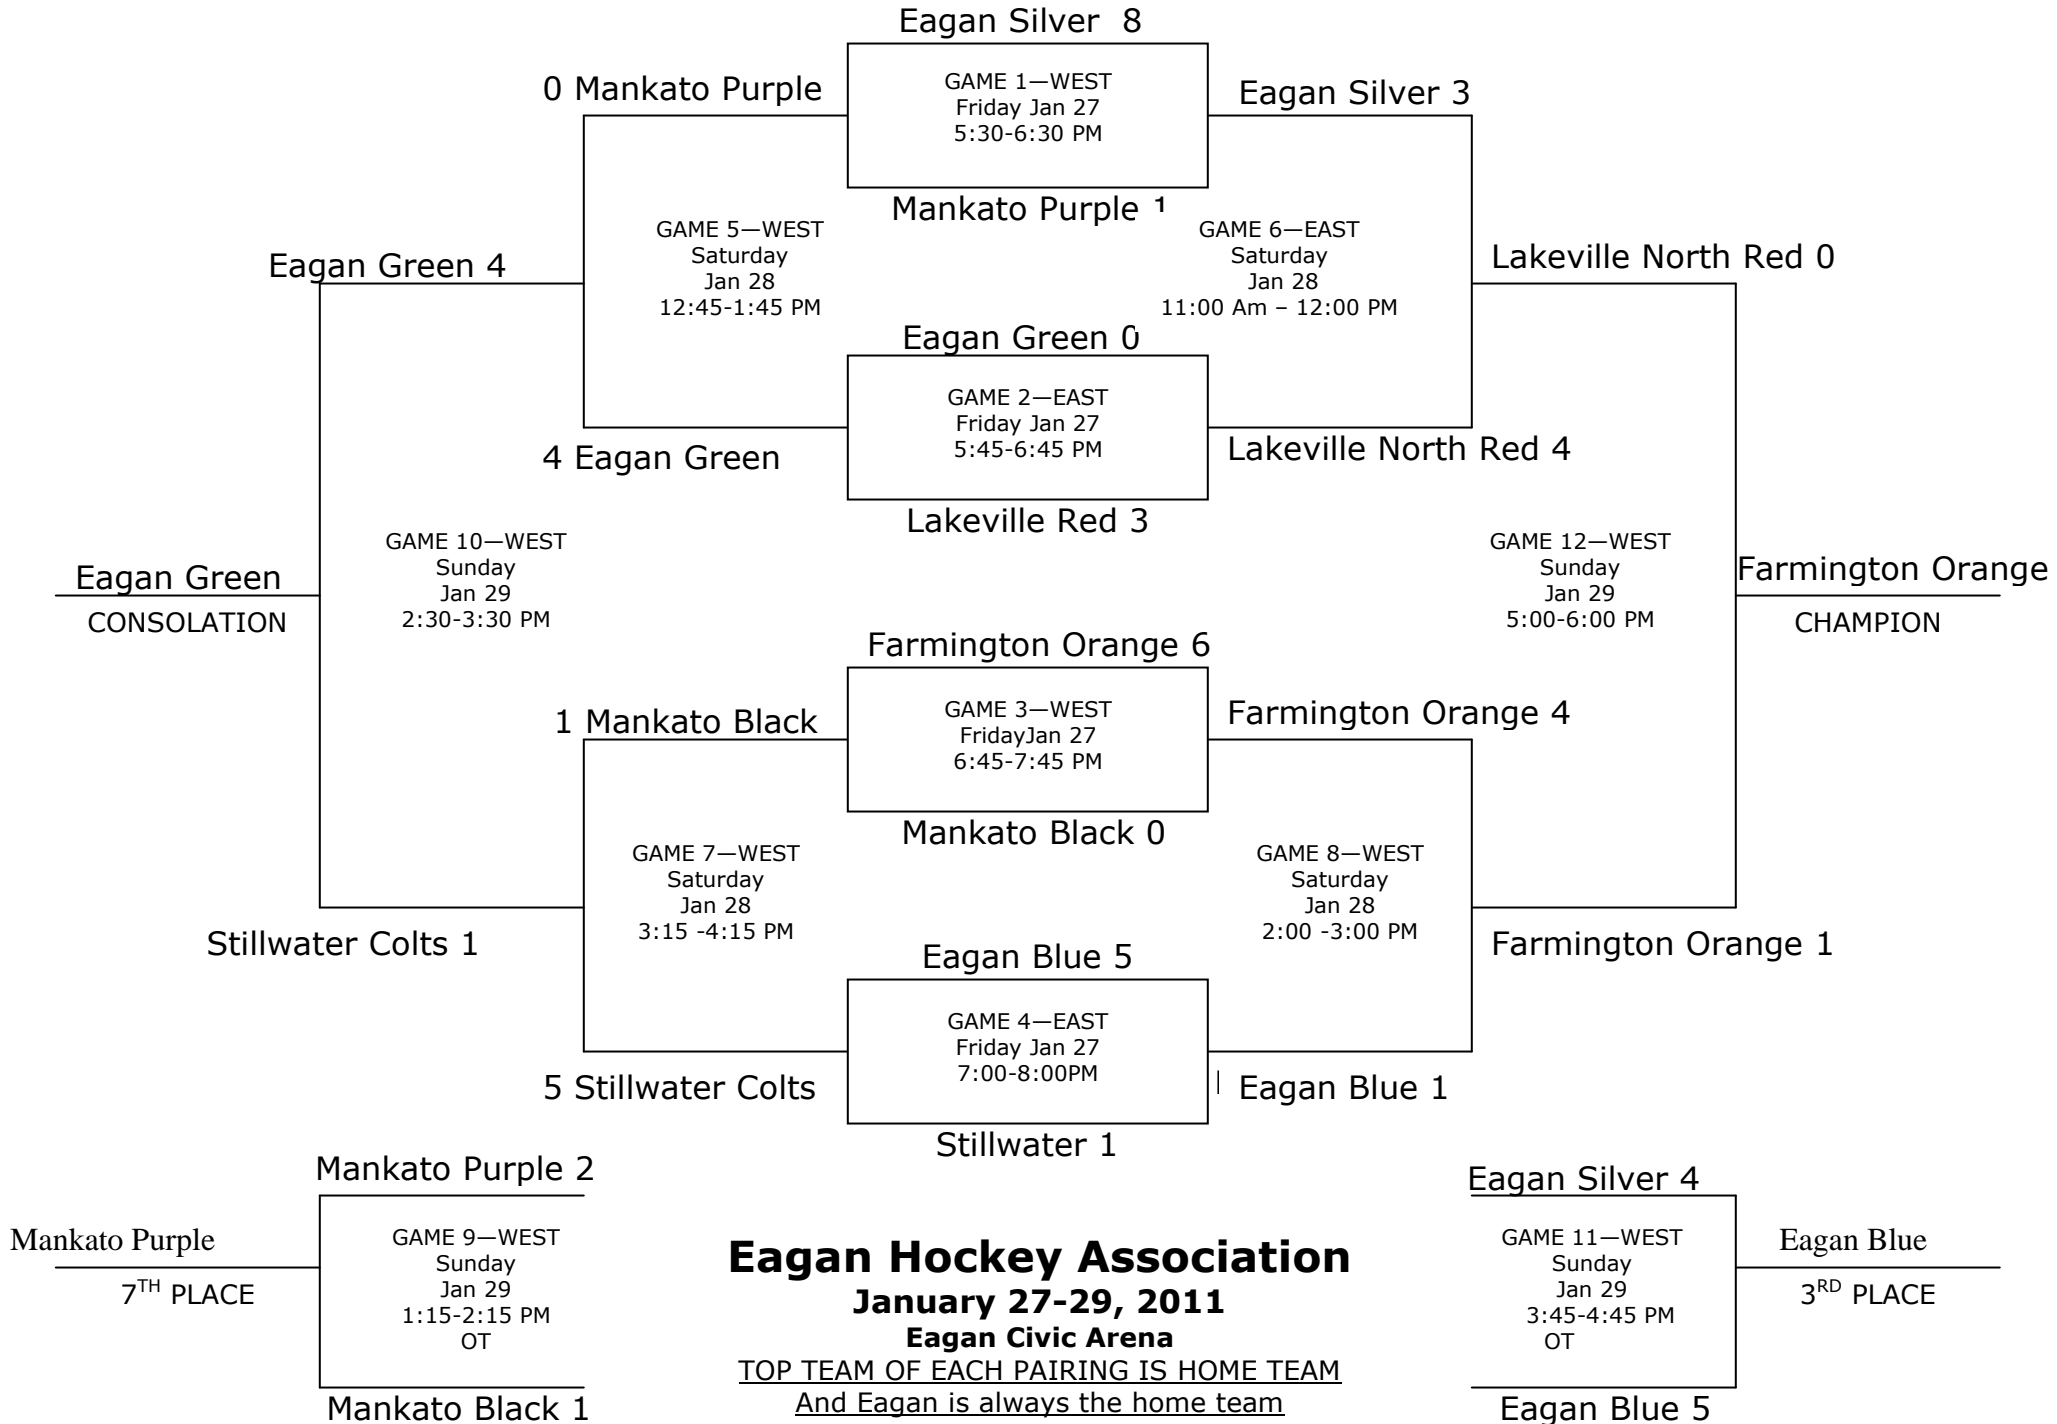 Eagan Silver 8
0 Mankato Purple
GAME 1—WEST
Friday Jan 27
5:30-6:30 PM
Eagan Silver 3
Mankato Purple 1
GAME 5—WEST
Saturday
Jan 28
12:45-1:45 PM
GAME 6—EAST
Saturday
Jan 28
11:00 Am – 12:00 PM
Eagan Green 4
Lakeville North Red 0
Eagan Green 0
GAME 2—EAST
Friday Jan 27
5:45-6:45 PM
4 Eagan Green
Lakeville North Red 4
Lakeville Red 3
GAME 10—WEST
Sunday
Jan 29
2:30-3:30 PM
GAME 12—WEST
Sunday
Jan 29
5:00-6:00 PM
Eagan Green
CONSOLATION
Farmington Orange
CHAMPION
Farmington Orange 6
1 Mankato Black
GAME 3—WEST
FridayJan 27
6:45-7:45 PM
Farmington Orange 4
Mankato Black 0
GAME 7—WEST
Saturday
Jan 28
3:15 -4:15 PM
GAME 8—WEST
Saturday
Jan 28
2:00 -3:00 PM
Stillwater Colts 1
Farmington Orange 1
Eagan Blue 5
GAME 4—EAST
Friday Jan 27
7:00-8:00PM
5 Stillwater Colts
Eagan Blue 1
Stillwater 1
Mankato Purple 2
Mankato Purple
7TH PLACE
GAME 9—WEST
Sunday
Jan 29
1:15-2:15 PM
OT
Mankato Black 1
Eagan Hockey Association
January 27-29, 2011
Eagan Civic Arena
TOP TEAM OF EACH PAIRING IS HOME TEAM
And Eagan is always the home team
Eagan Silver 4
GAME 11—WEST
Sunday
Jan 29
3:45-4:45 PM
OT
Eagan Blue
3RD PLACE
Eagan Blue 5